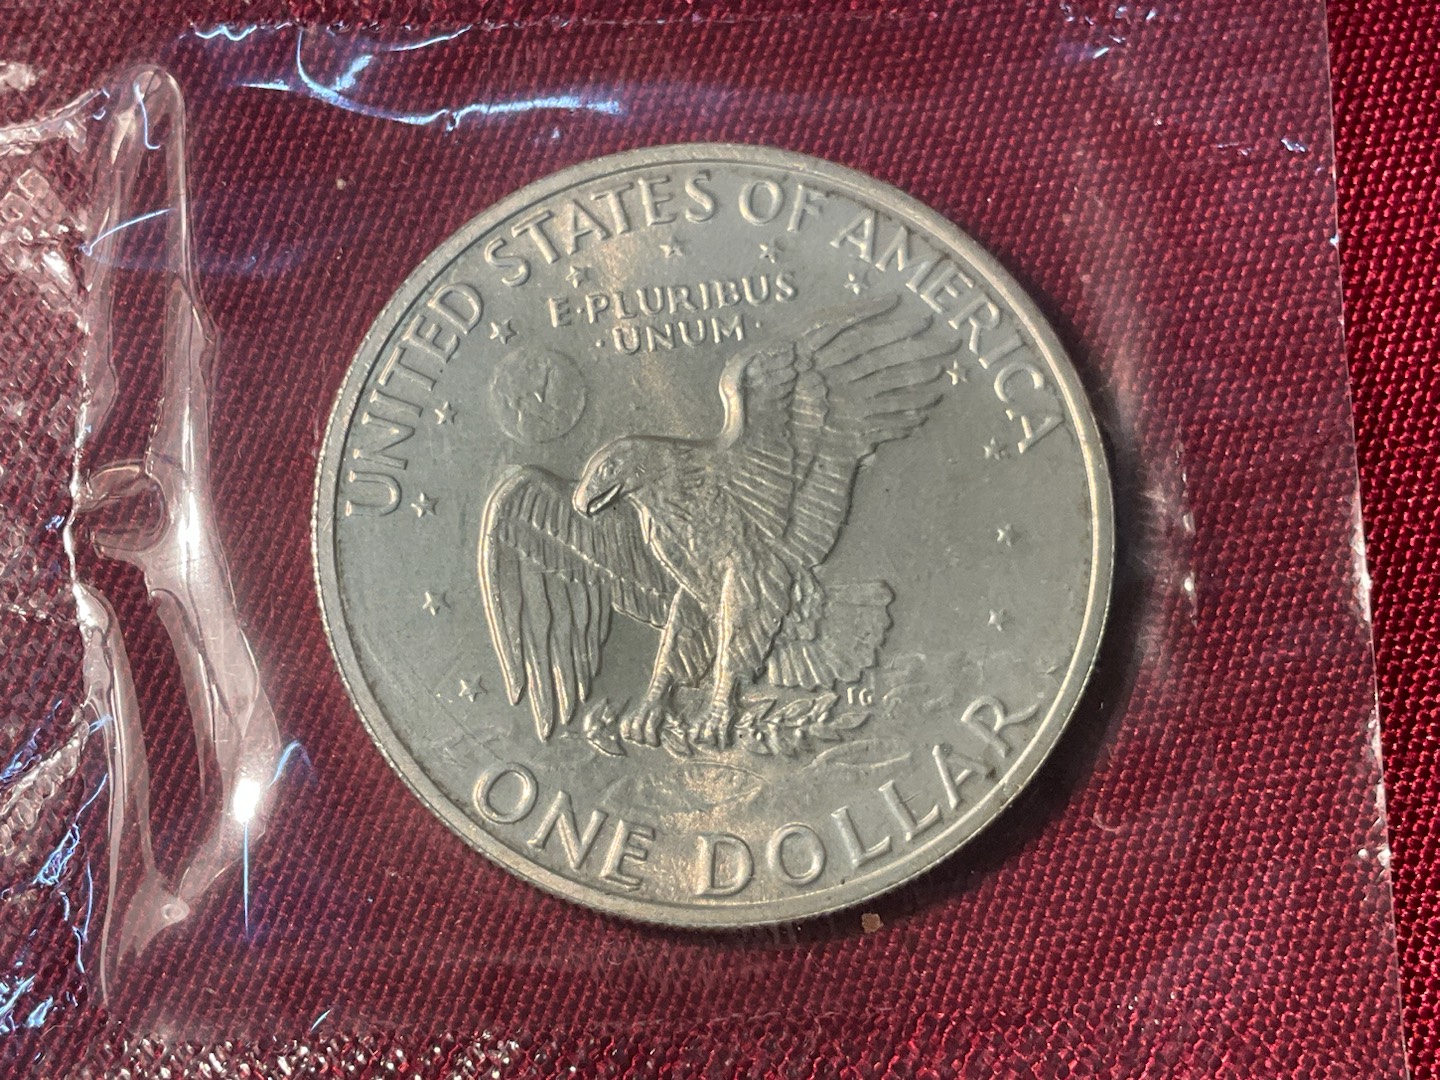 UNITED STATES OF AMERICA
E·PLURIBUS
·UNUM·
FG
ONE DOLLAR